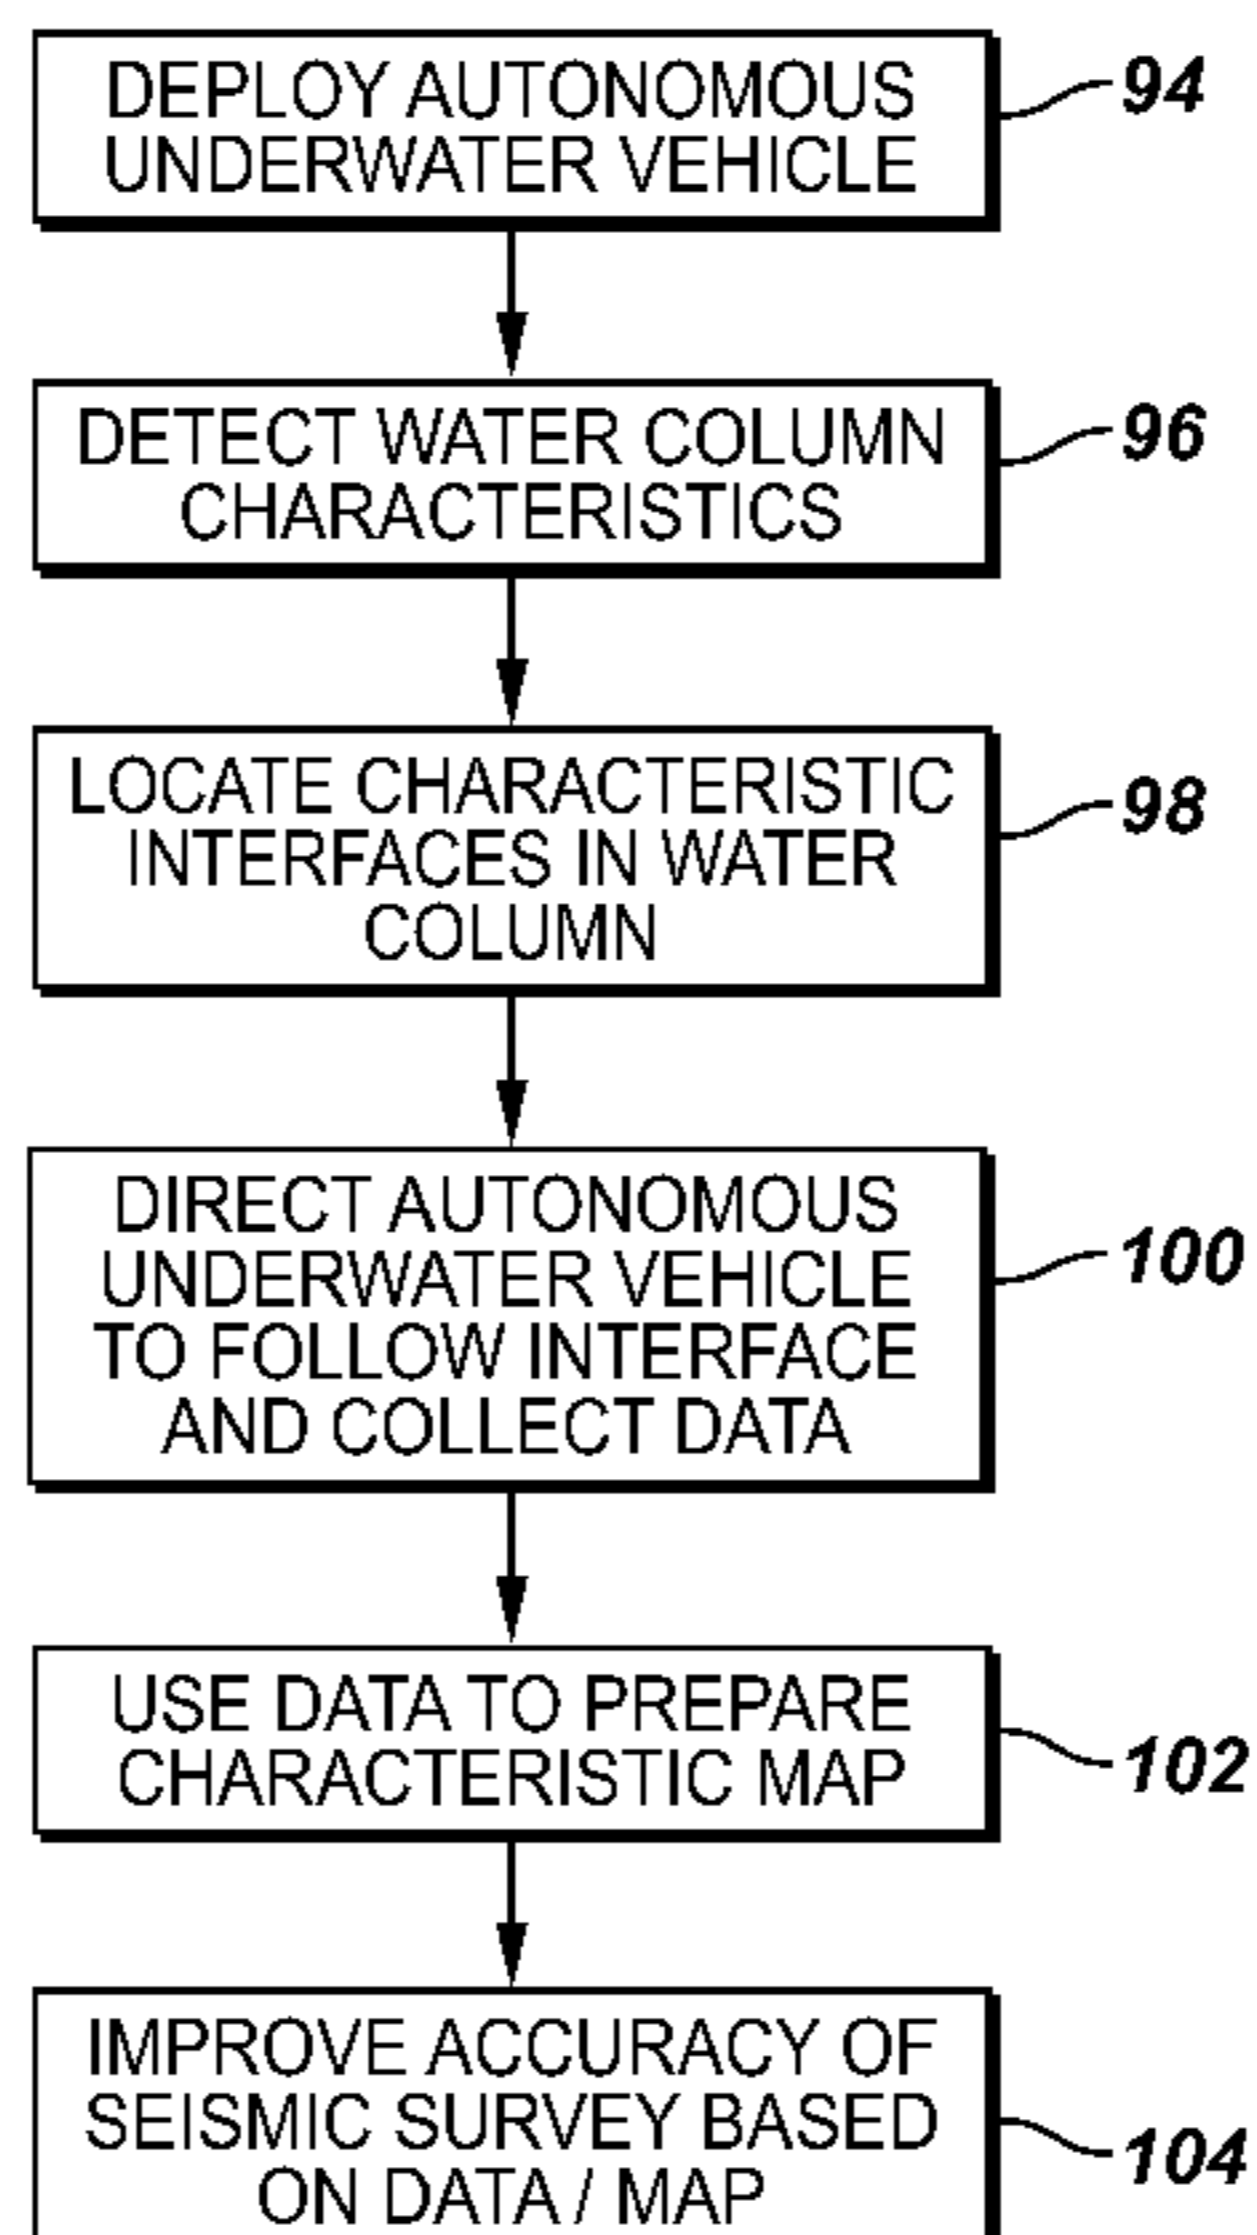 DEPLOY AUTONOMOUS
UNDERWATER VEHICLE
94
DETECT WATER COLUMN
CHARACTERISTICS
96
LOCATE CHARACTERISTIC
INTERFACES IN WATER
COLUMN
98
DIRECT AUTONOMOUS
UNDERWATER VEHICLE
TO FOLLOW INTERFACE
AND COLLECT DATA
100
USE DATA TO PREPARE
CHARACTERISTIC MAP
102
IMPROVE ACCURACY OF
SEISMIC SURVEY BASED
ON DATA / MAP
104